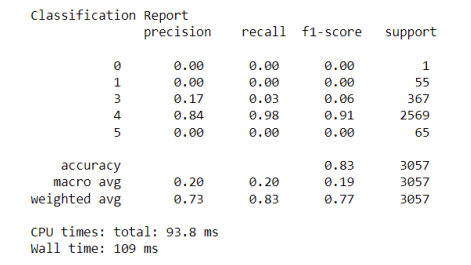 Classification Report
precision recall f1-score support
0 0.00 0.00 0.00 1
1 0.00 0.00 0.00 55
3 0.17 0.03 0.06 367
4 0.84 0.98 0.91 2569
5 0.00 0.00 0.00 65
accuracy 0.83 3057
macro avg 0.20 0.20 0.19 3057
weighted avg 0.73 0.83 0.77 3057
CPU times: total: 93.8 ms
Wall time: 109 ms